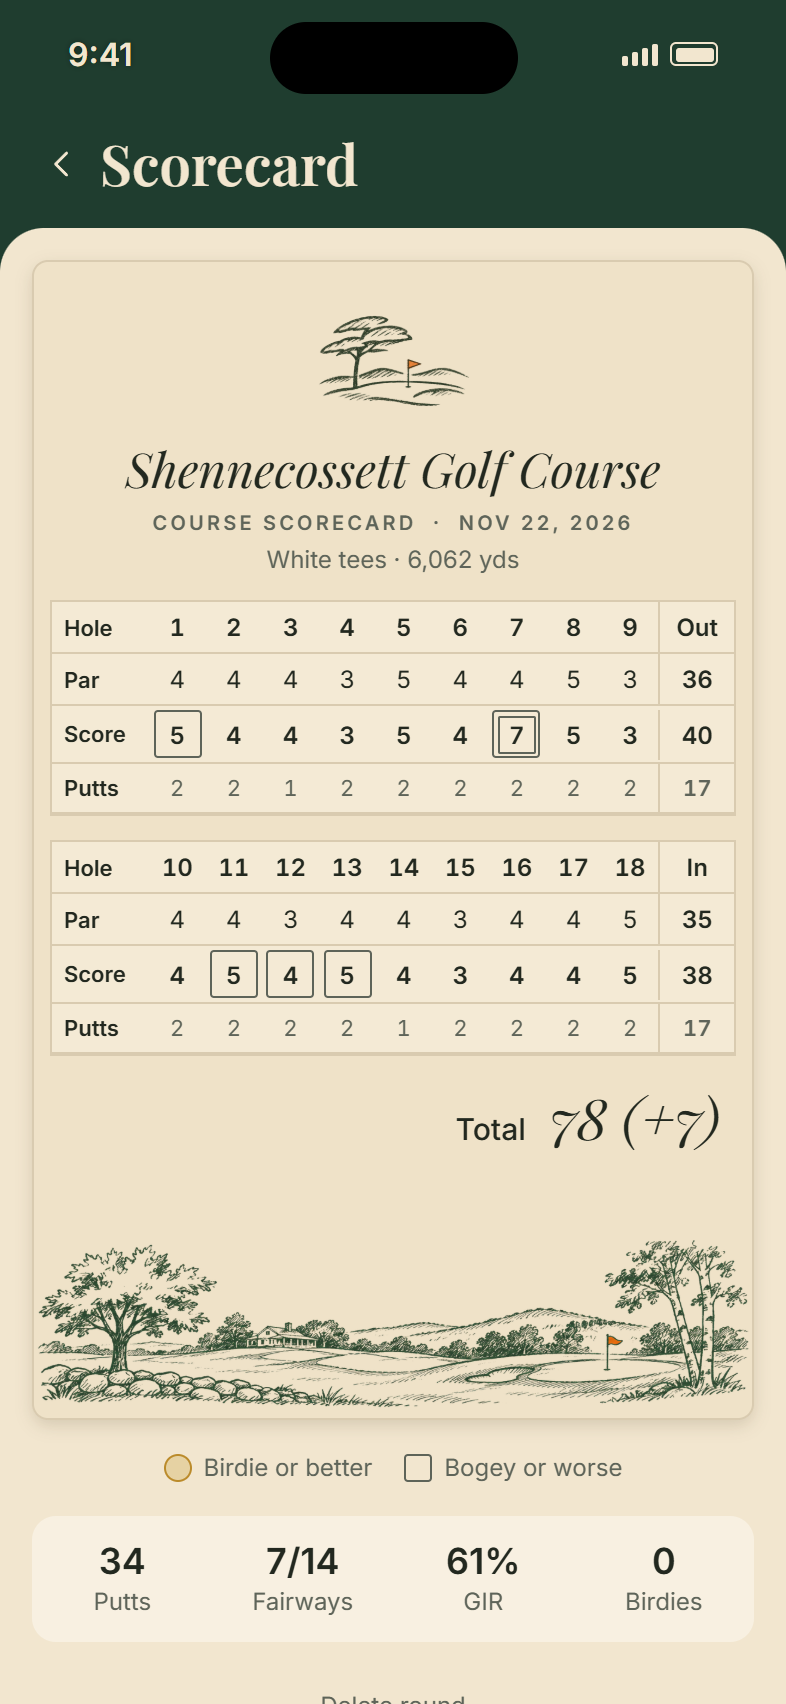 9:41
Scorecard
Shennecossett Golf Course
COURSE SCORECARD · NOV 22, 2026
White tees · 6,062 yds
Hole 1 2 3 4 5 6 7 8 9 Out
Par 4 4 4 3 5 4 4 5 3 36
Score 5 4 4 3 5 4 7 5 3 40
Putts 2 2 1 2 2 2 2 2 2 17
Hole 10 11 12 13 14 15 16 17 18 In
Par 4 4 3 4 4 3 4 4 5 35
Score 4 5 4 5 4 3 4 4 5 38
Putts 2 2 2 2 1 2 2 2 2 17
Total 78 (+7)
Birdie or better Bogey or worse
34 7/14 61% 0
Putts Fairways GIR Birdies
Delete round